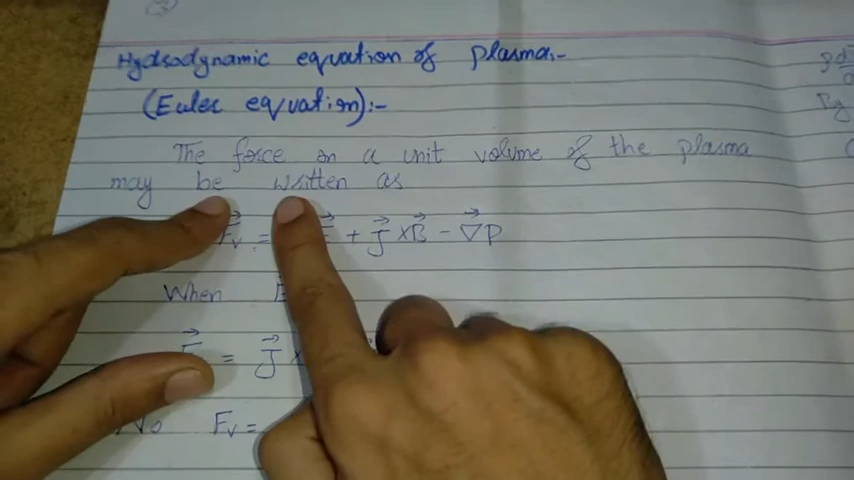 Hydrodynamic equation of plasma:-
(Euler equation):-
The force on a unit volume of the plasma
may be written as
F⃗v = E⃗ + J⃗ × B⃗ - ∇⃗P
When E
F⃗ = J⃗ ×
No Fv =